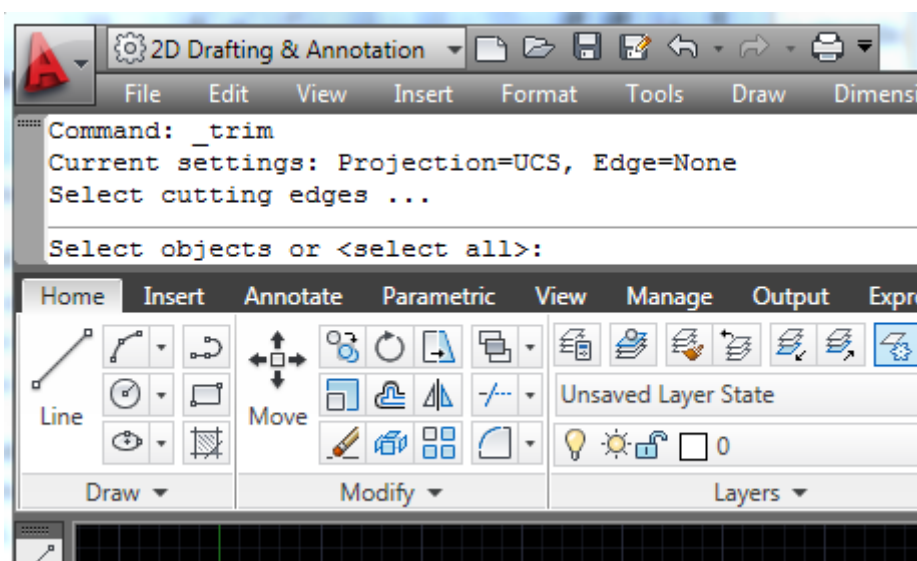 2D Drafting & Annotation
File Edit View Insert Format Tools Draw Dimensi
Command: _trim
Current settings: Projection=UCS, Edge=None
Select cutting edges ...
Select objects or <select all>:
Home Insert Annotate Parametric View Manage Output Expre
Line
Move
Unsaved Layer State
0
Draw
Modify
Layers